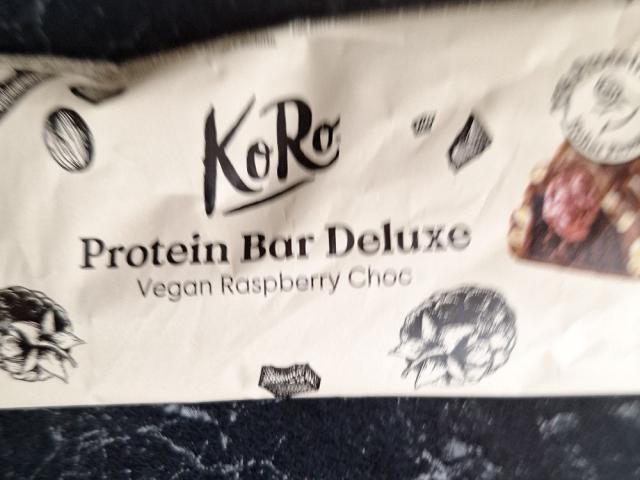 KoRo
Protein Bar Deluxe
Vegan Raspberry Choc